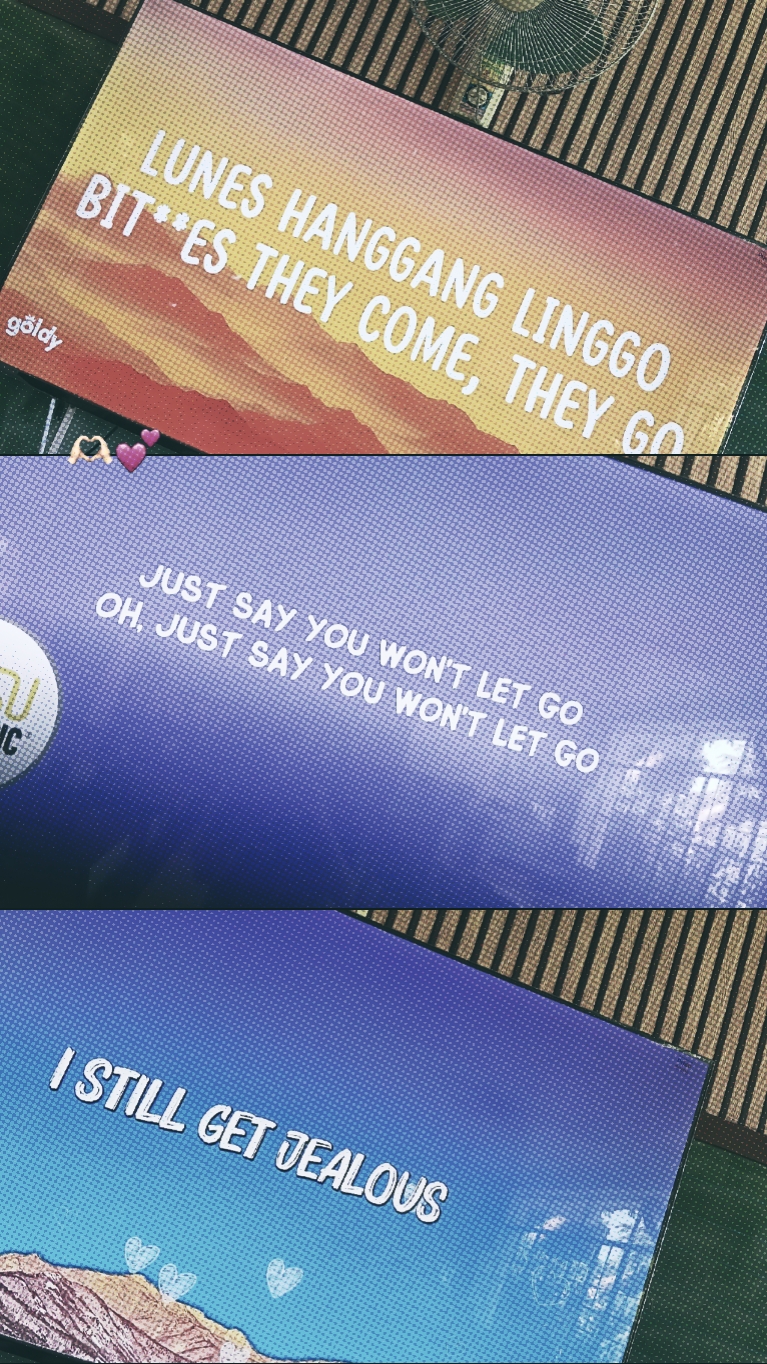 LUNES HANGGANG LINGGO
BIT**ES THEY COME, THEY GO
göldy
JUST SAY YOU WON'T LET GO
OH, JUST SAY YOU WON'T LET GO
I STILL GET JEALOUS